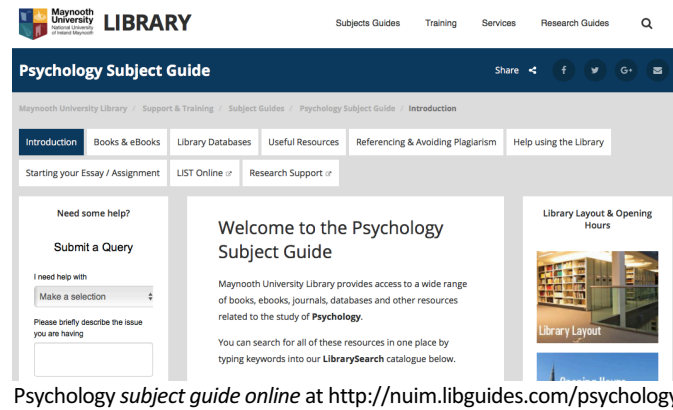 Maynooth
University
National University
of Ireland Maynooth
LIBRARY
Subjects Guides Training Services Research Guides
Psychology Subject Guide
Share
Maynooth University Library / Support & Training / Subject Guides / Psychology Subject Guide / Introduction
Introduction Books & eBooks Library Databases Useful Resources Referencing & Avoiding Plagiarism Help using the Library
Starting your Essay / Assignment LIST Online Research Support
Need some help?
Submit a Query
I need help with
Make a selection
Please briefly describe the issue
you are having
Welcome to the Psychology
Subject Guide
Maynooth University Library provides access to a wide range
of books, ebooks, journals, databases and other resources
related to the study of Psychology.
You can search for all of these resources in one place by
typing keywords into our LibrarySearch catalogue below.
Library Layout & Opening
Hours
Library Layout
Psychology subject guide online at http://nuim.libguides.com/psychology